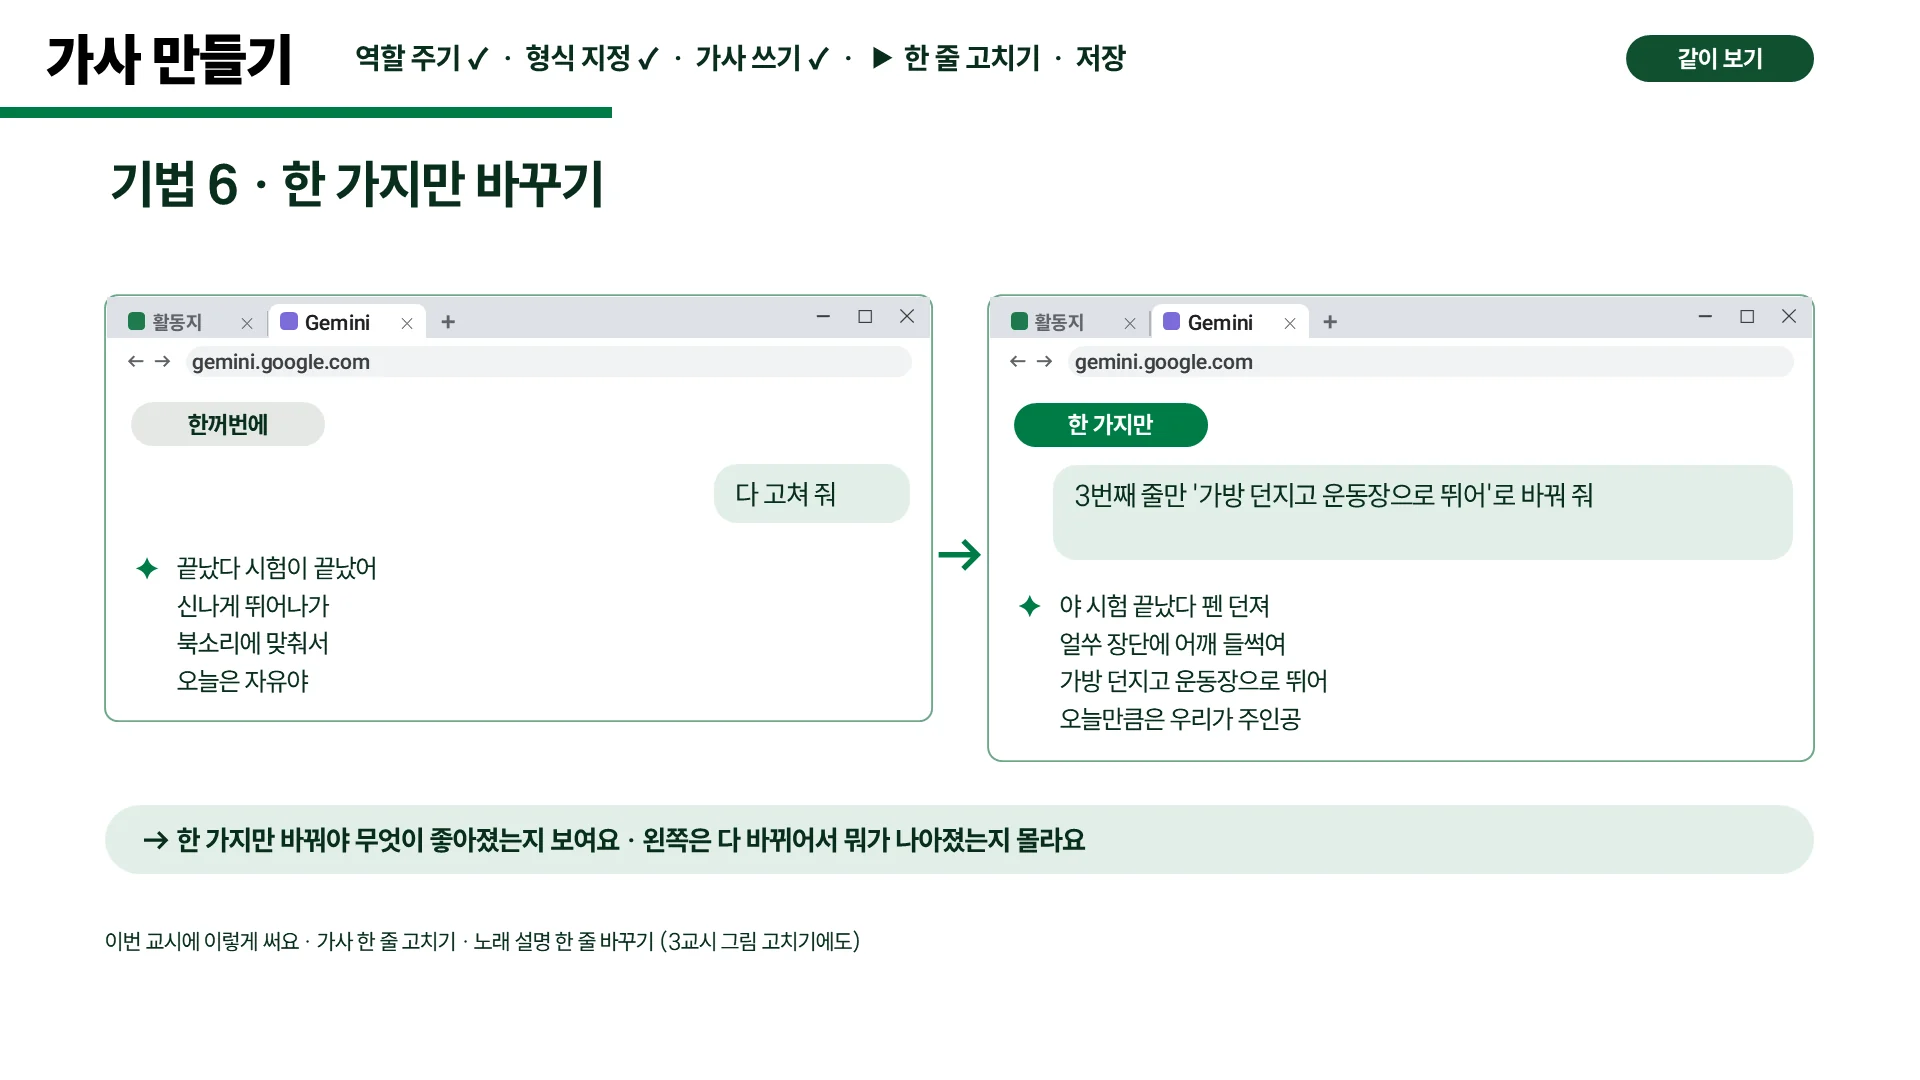 가사 만들기
역할 주기 ✓ · 형식 지정 ✓ · 가사 쓰기 ✓ · ▶ 한 줄 고치기 · 저장
같이 보기
기법 6 · 한 가지만 바꾸기
활동지 × Gemini × +
← → gemini.google.com
한꺼번에
다 고쳐 줘
✦ 끝났다 시험이 끝났어
신나게 뛰어나가
북소리에 맞춰서
오늘은 자유야
→
활동지 × Gemini × +
← → gemini.google.com
한 가지만
3번째 줄만 '가방 던지고 운동장으로 뛰어'로 바꿔 줘
✦ 야 시험 끝났다 펜 던져
얼쑤 장단에 어깨 들썩여
가방 던지고 운동장으로 뛰어
오늘만큼은 우리가 주인공
→ 한 가지만 바꿔야 무엇이 좋아졌는지 보여요 · 왼쪽은 다 바뀌어서 뭐가 나아졌는지 몰라요
이번 교시에 이렇게 써요 · 가사 한 줄 고치기 · 노래 설명 한 줄 바꾸기 (3교시 그림 고치기에도)